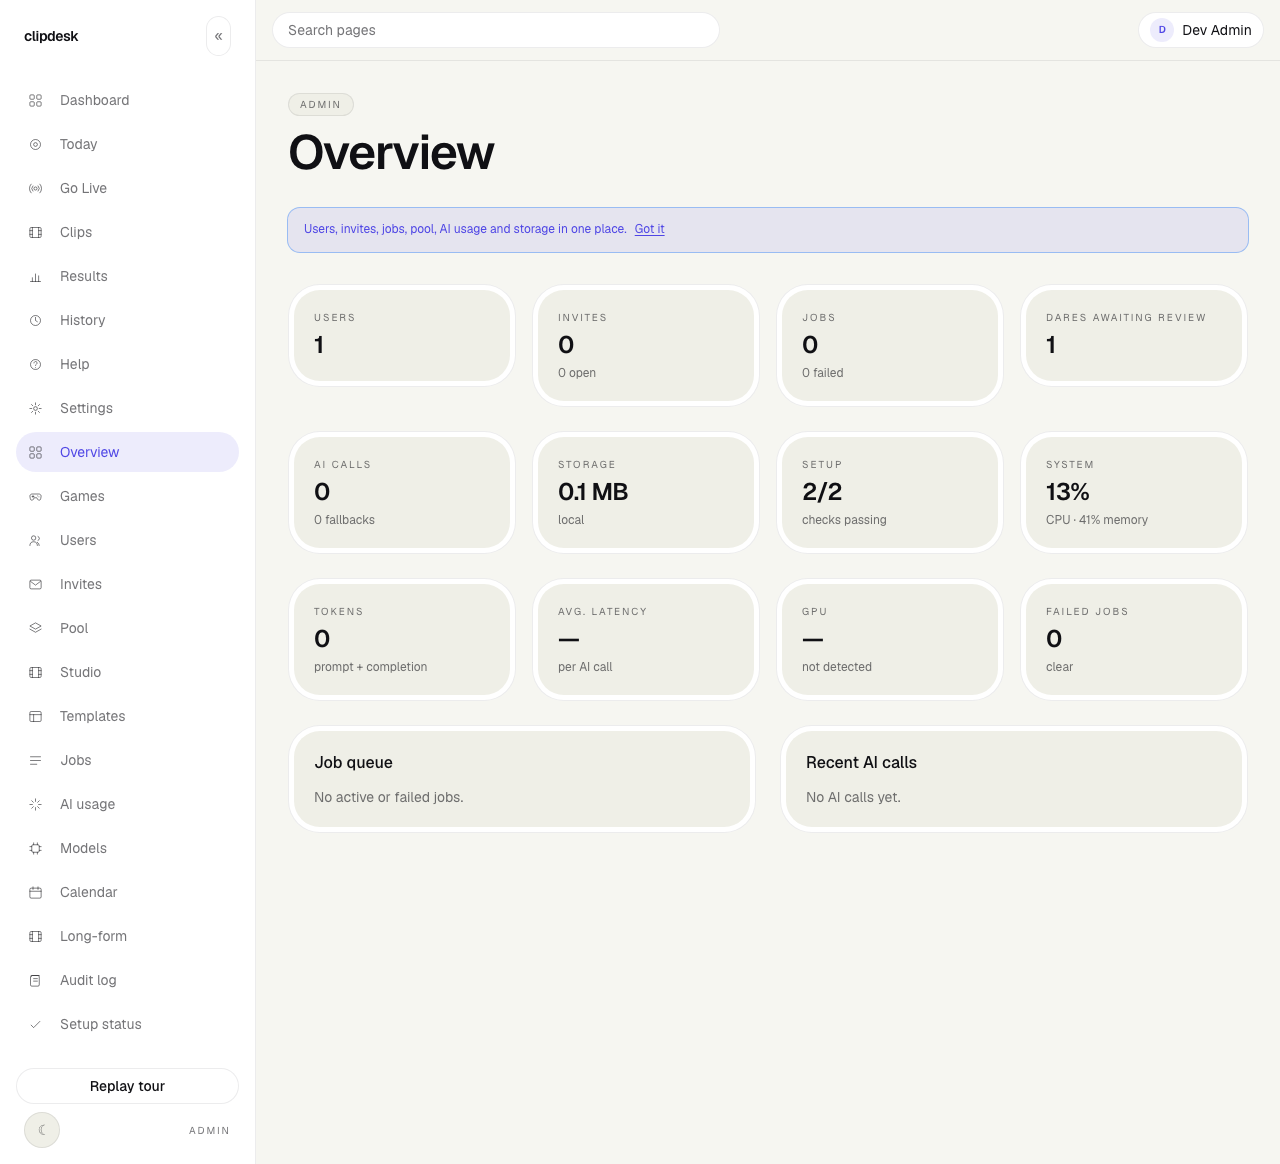 clipdesk
«
Search pages
D
Dev Admin
Dashboard
Today
Go Live
Clips
Results
History
Help
Settings
Overview
Games
Users
Invites
Pool
Studio
Templates
Jobs
AI usage
Models
Calendar
Long-form
Audit log
Setup status
Replay tour
ADMIN
ADMIN
Overview
Users, invites, jobs, pool, AI usage and storage in one place. Got it
USERS
1
INVITES
0
0 open
JOBS
0
0 failed
DARES AWAITING REVIEW
1
AI CALLS
0
0 fallbacks
STORAGE
0.1 MB
local
SETUP
2/2
checks passing
SYSTEM
13%
CPU · 41% memory
TOKENS
0
prompt + completion
AVG. LATENCY
—
per AI call
GPU
—
not detected
FAILED JOBS
0
clear
Job queue
No active or failed jobs.
Recent AI calls
No AI calls yet.